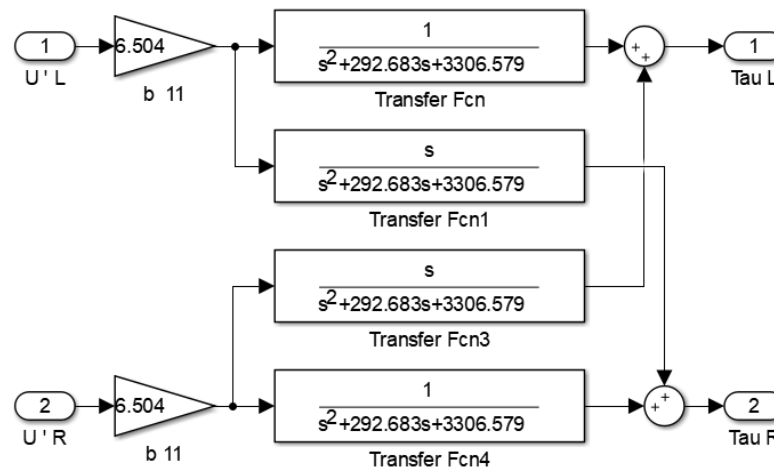 1
U ' L
6.504
b 11
1
s2+292.683s+3306.579
Transfer Fcn
+
+
1
Tau L
s
s2+292.683s+3306.579
Transfer Fcn1
s
s2+292.683s+3306.579
Transfer Fcn3
2
U ' R
6.504
b 11
1
s2+292.683s+3306.579
Transfer Fcn4
+
+
2
Tau R